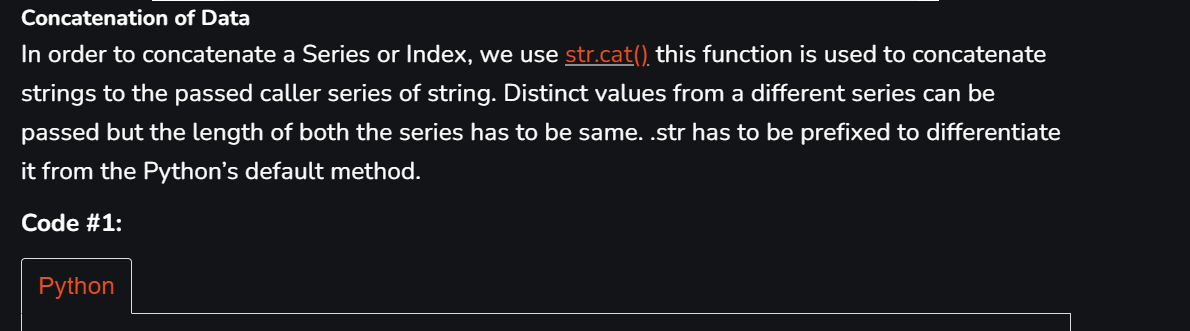 Concatenation of Data
In order to concatenate a Series or Index, we use str.cat() this function is used to concatenate
strings to the passed caller series of string. Distinct values from a different series can be
passed but the length of both the series has to be same. .str has to be prefixed to differentiate
it from the Python’s default method.
Code #1:
Python